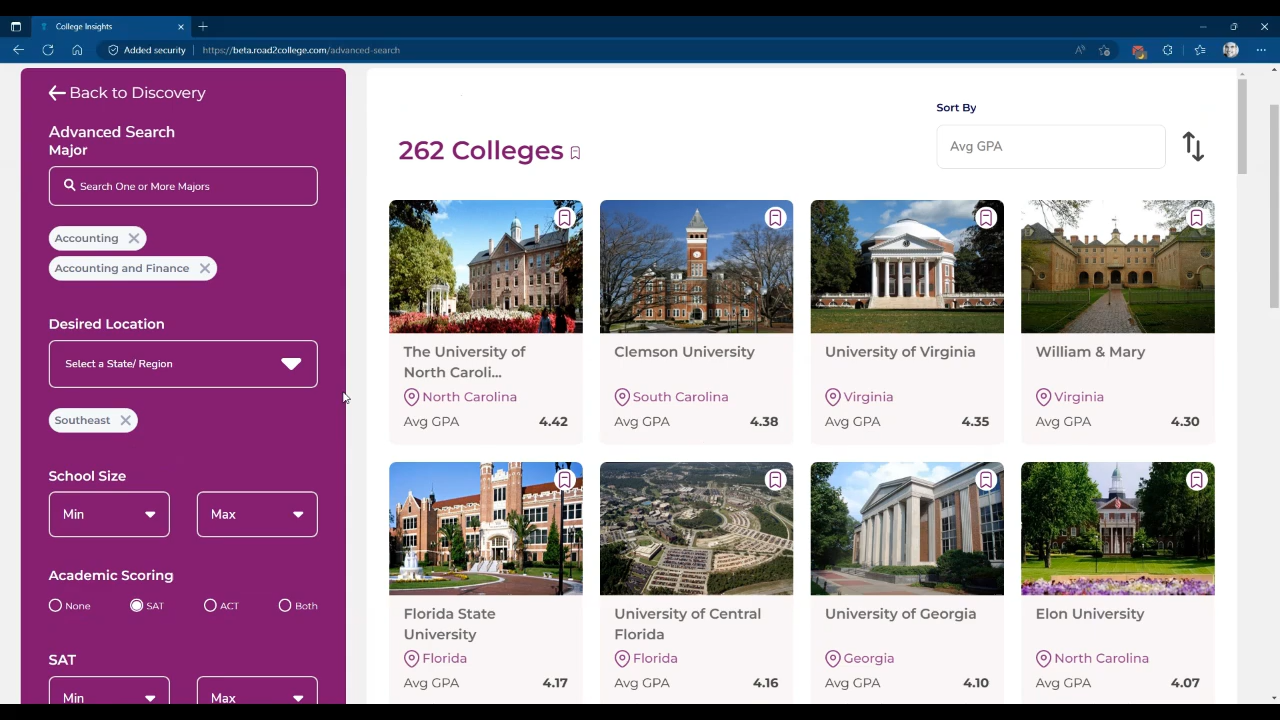 College Insights
Added security
https://beta.road2college.com/advanced-search
Back to Discovery
Advanced Search
Major
Search One or More Majors
Accounting
Accounting and Finance
Desired Location
Select a State/ Region
Southeast
School Size
Min
Max
Academic Scoring
None
SAT
ACT
Both
SAT
Min
Max
262 Colleges
Sort By
Avg GPA
The University of
North Caroli...
North Carolina
Avg GPA 4.42
Clemson University
South Carolina
Avg GPA 4.38
University of Virginia
Virginia
Avg GPA 4.35
William & Mary
Virginia
Avg GPA 4.30
Florida State
University
Florida
Avg GPA 4.17
University of Central
Florida
Florida
Avg GPA 4.16
University of Georgia
Georgia
Avg GPA 4.10
Elon University
North Carolina
Avg GPA 4.07